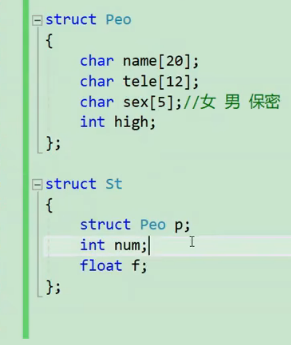 struct Peo
{
    char name[20];
    char tele[12];
    char sex[5];//女 男 保密
    int high;
};
struct St
{
    struct Peo p;
    int num;
    float f;
};